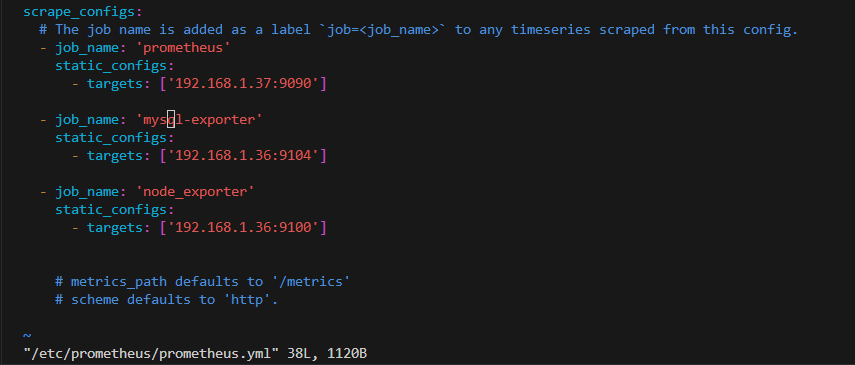 scrape_configs:
  # The job name is added as a label `job=<job_name>` to any timeseries scraped from this config.
  - job_name: 'prometheus'
    static_configs:
      - targets: ['192.168.1.37:9090']
  - job_name: 'mysql-exporter'
    static_configs:
      - targets: ['192.168.1.36:9104']
  - job_name: 'node_exporter'
    static_configs:
      - targets: ['192.168.1.36:9100']
    # metrics_path defaults to '/metrics'
    # scheme defaults to 'http'.
~
"/etc/prometheus/prometheus.yml" 38L, 1120B